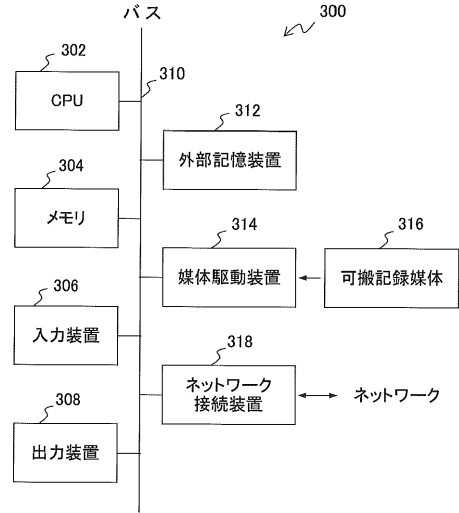 バス
300
302
CPU
310
312
外部記憶装置
304
メモリ
314
媒体駆動装置
316
可搬記録媒体
306
入力装置
318
ネットワーク
接続装置
ネットワーク
308
出力装置